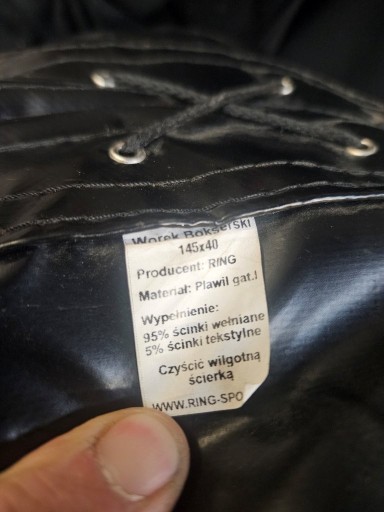 Worek Bokserski
145x40
Producent: RING
Materiał: Plawil gat.I
Wypełnienie:
95% ścinki wełniane
5% ścinki tekstylne
Czyścić wilgotną
ścierką
WWW.RING-SPO